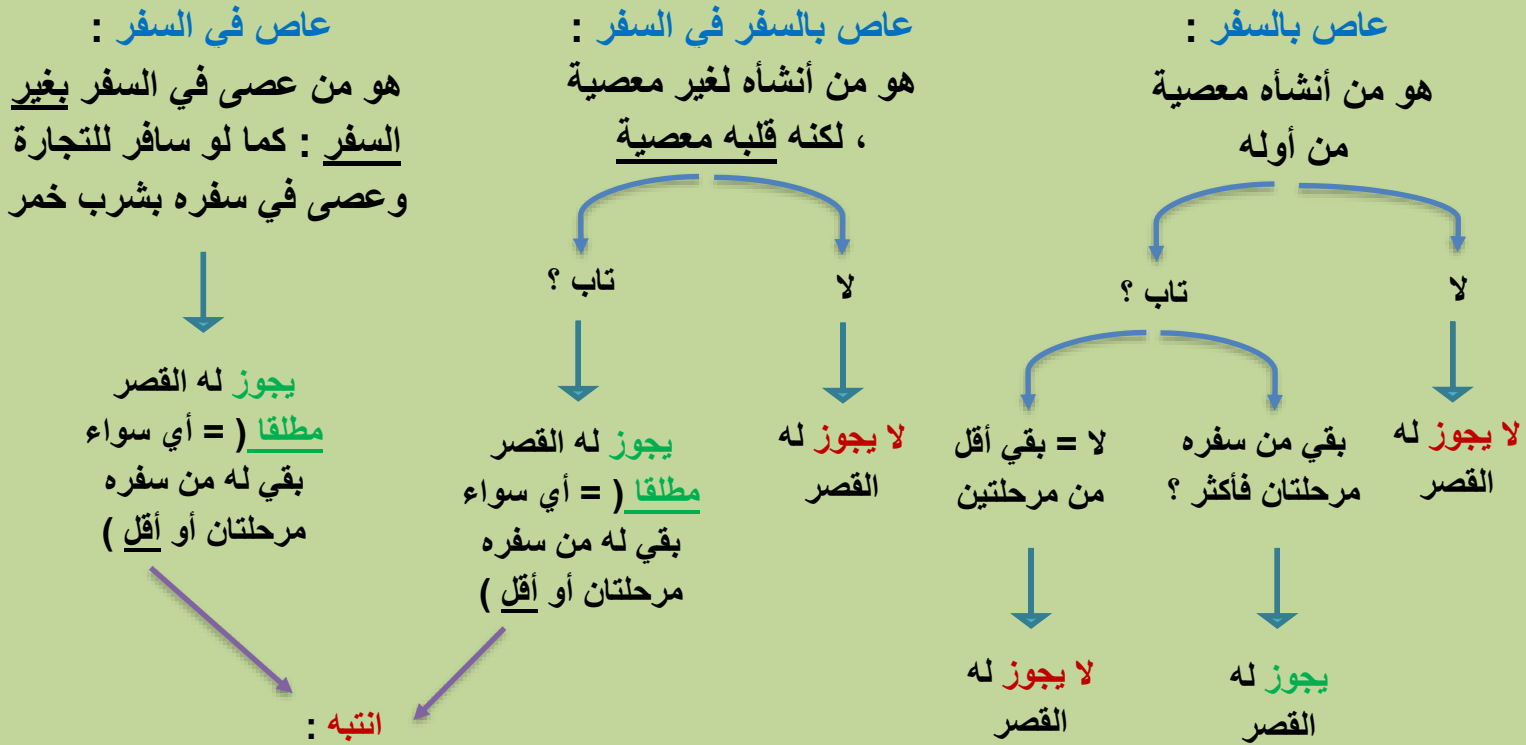 عاص بالسفر :
هو من أنشأه معصية
من أوله
لا
تاب ؟
لا يجوز له
القصر
بقي من سفره
مرحلتان فأكثر ؟
لا = بقي أقل
من مرحلتين
يجوز له
القصر
لا يجوز له
القصر
عاص بالسفر في السفر :
هو من أنشأه لغير معصية
، لكنه قلبه معصية
لا
تاب ؟
لا يجوز له
القصر
يجوز له القصر
مطلقا ( = أي سواء
بقي له من سفره
مرحلتان أو أقل )
عاص في السفر :
هو من عصى في السفر بغير
السفر : كما لو سافر للتجارة
وعصى في سفره بشرب خمر
يجوز له القصر
مطلقا ( = أي سواء
بقي له من سفره
مرحلتان أو أقل )
انتبه :